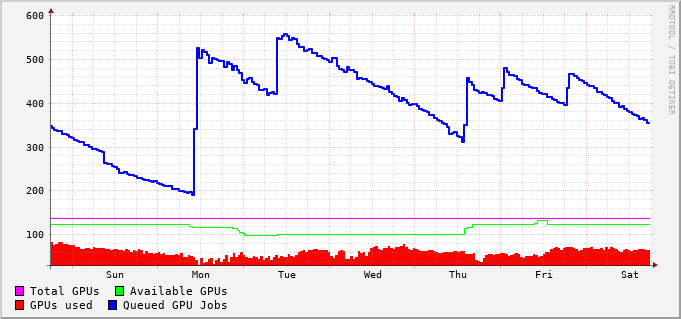 600
500
400
300
200
100
Sun Mon Tue Wed Thu Fri Sat
Total GPUs Available GPUs
GPUs used Queued GPU Jobs
RRDTOOL / TOBI OETIKER